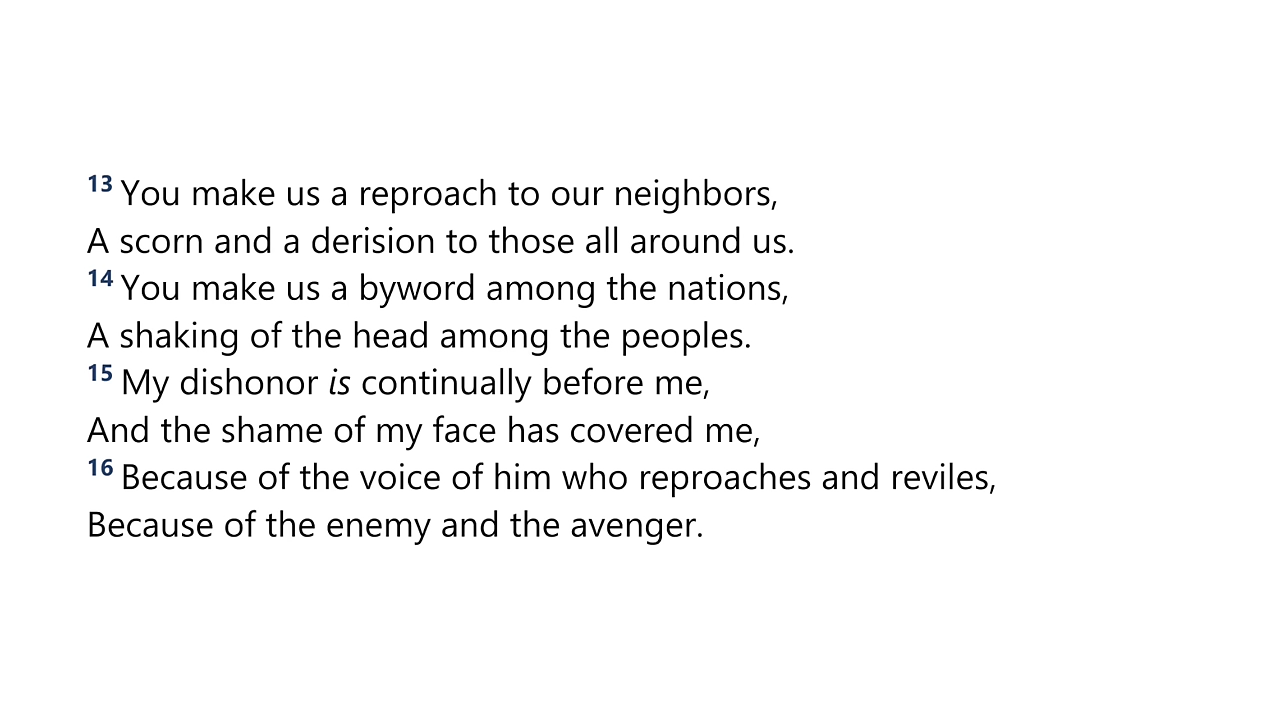 13 You make us a reproach to our neighbors,
A scorn and a derision to those all around us.
14 You make us a byword among the nations,
A shaking of the head among the peoples.
15 My dishonor is continually before me,
And the shame of my face has covered me,
16 Because of the voice of him who reproaches and reviles,
Because of the enemy and the avenger.